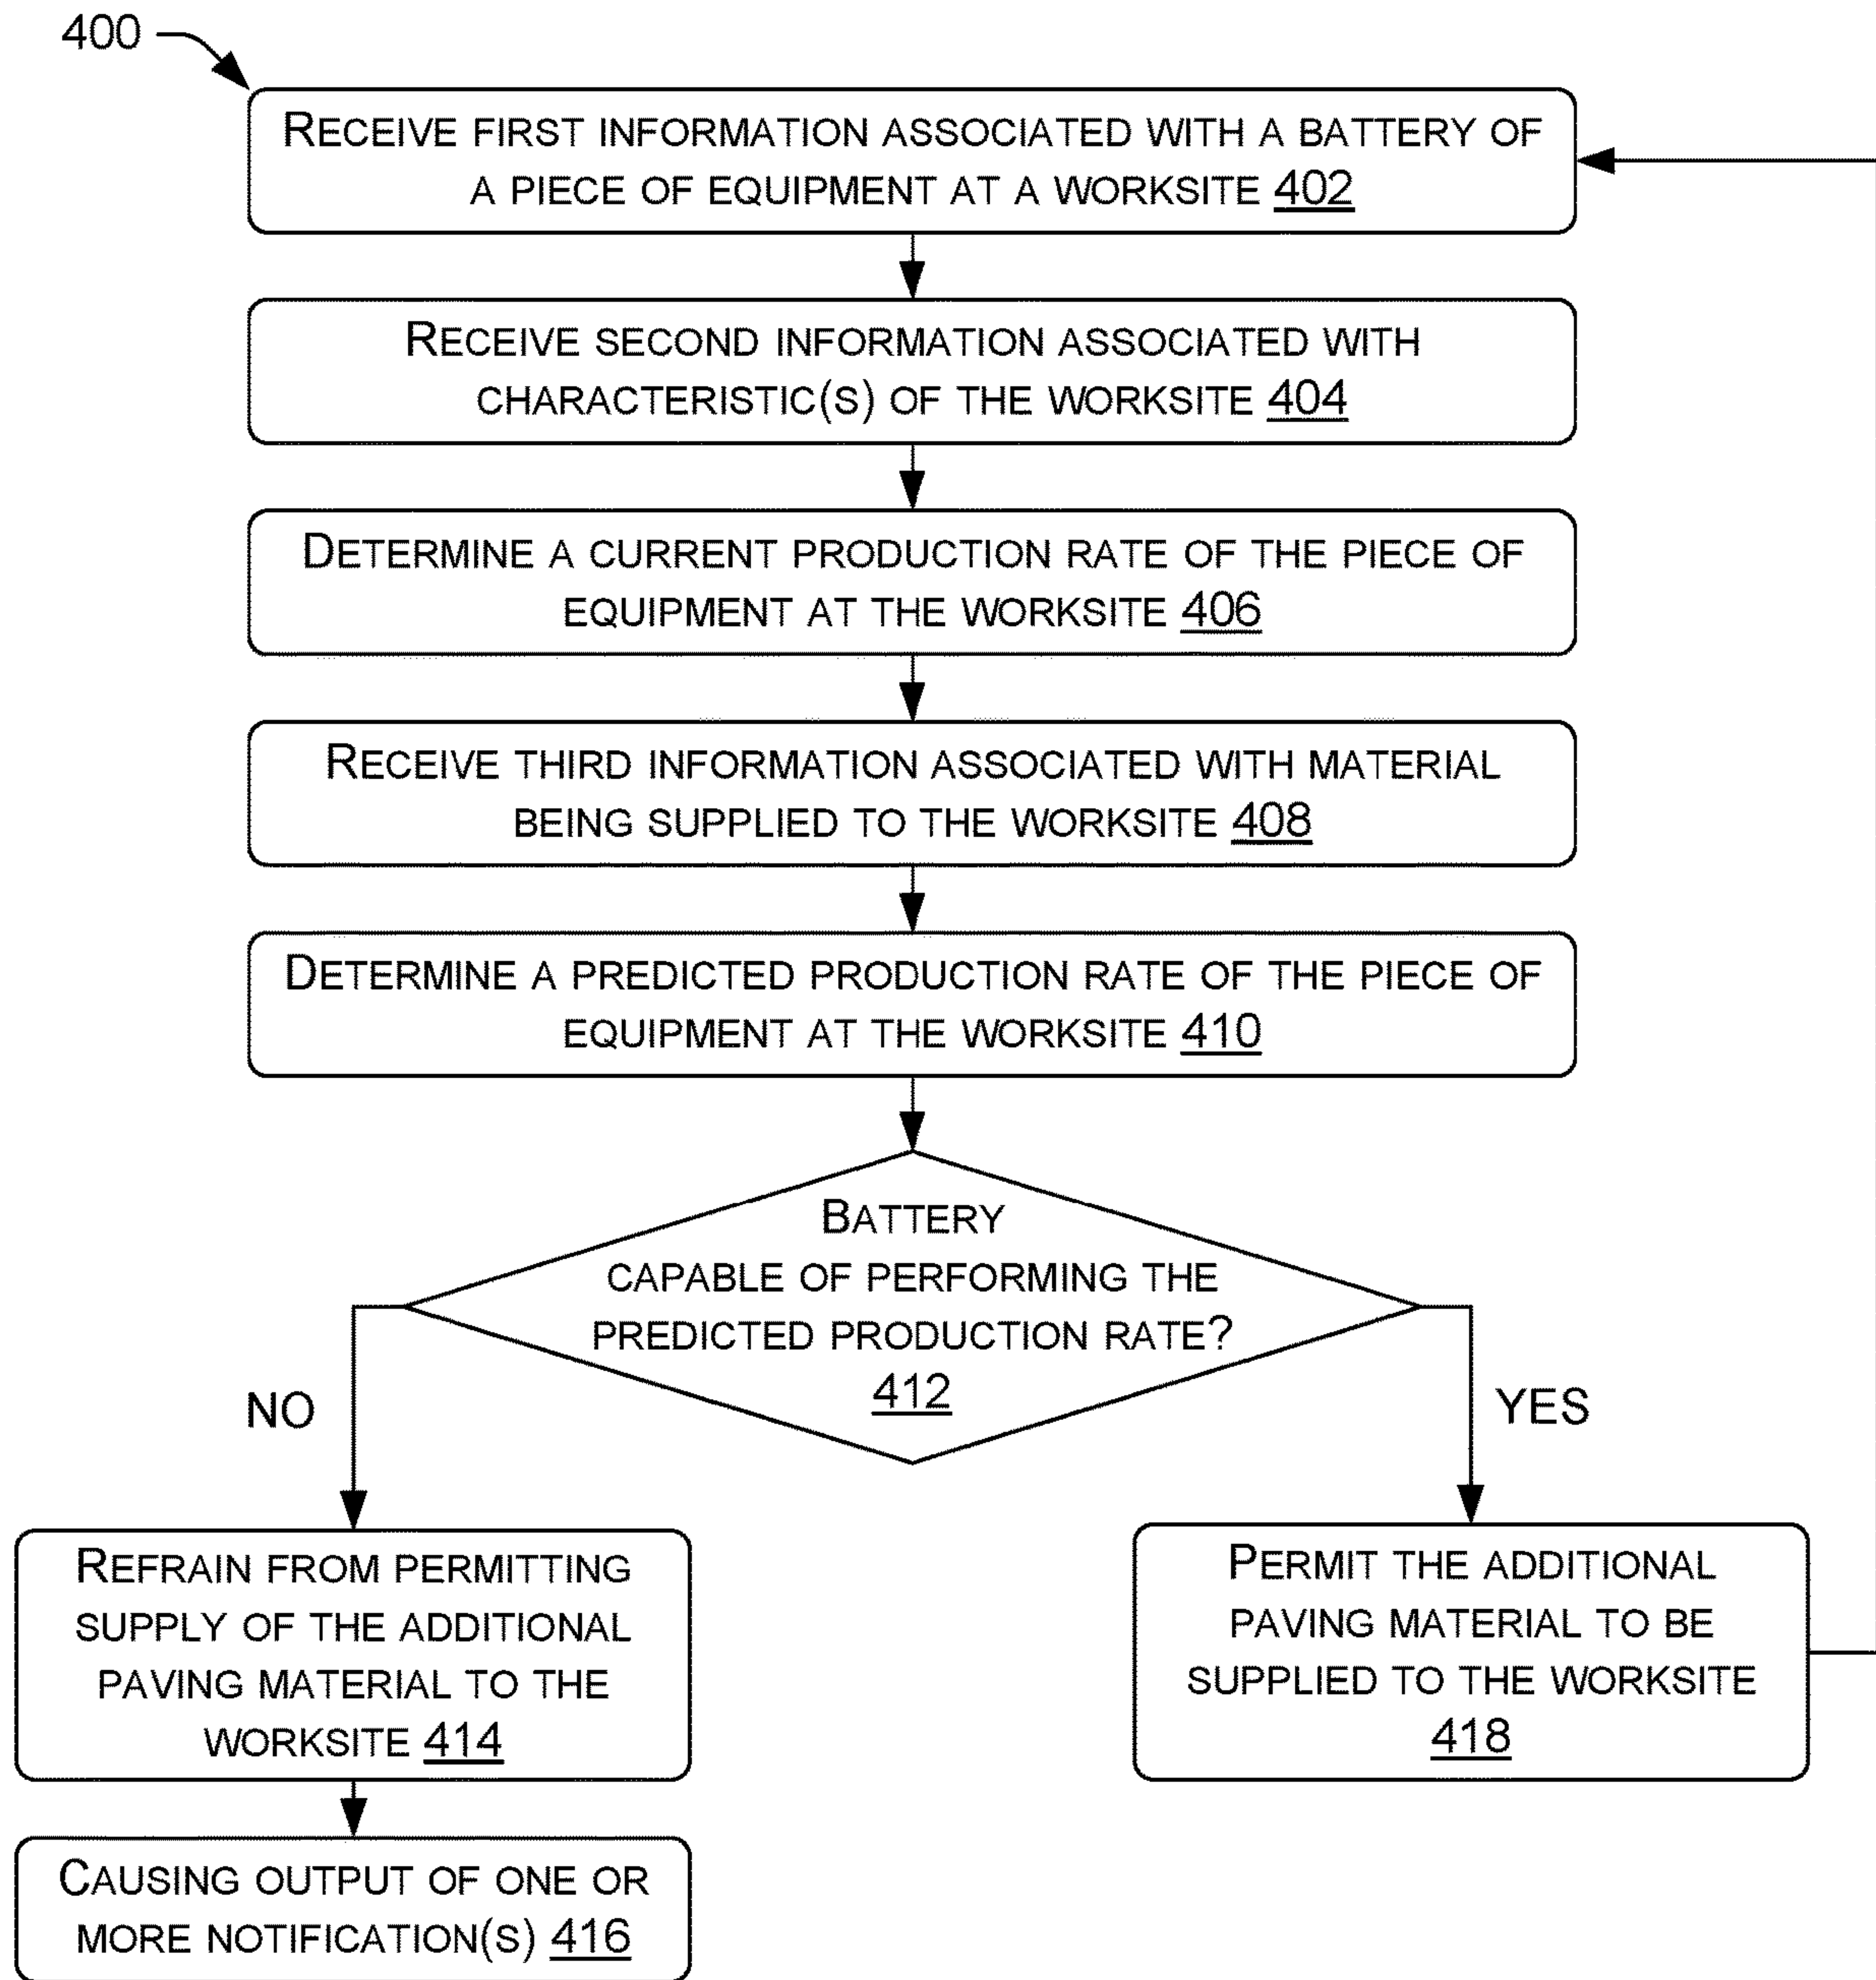 400
RECEIVE FIRST INFORMATION ASSOCIATED WITH A BATTERY OF
A PIECE OF EQUIPMENT AT A WORKSITE 402
RECEIVE SECOND INFORMATION ASSOCIATED WITH
CHARACTERISTIC(S) OF THE WORKSITE 404
DETERMINE A CURRENT PRODUCTION RATE OF THE PIECE OF
EQUIPMENT AT THE WORKSITE 406
RECEIVE THIRD INFORMATION ASSOCIATED WITH MATERIAL
BEING SUPPLIED TO THE WORKSITE 408
DETERMINE A PREDICTED PRODUCTION RATE OF THE PIECE OF
EQUIPMENT AT THE WORKSITE 410
BATTERY
CAPABLE OF PERFORMING THE
PREDICTED PRODUCTION RATE?
412
NO
YES
REFRAIN FROM PERMITTING
SUPPLY OF THE ADDITIONAL
PAVING MATERIAL TO THE
WORKSITE 414
PERMIT THE ADDITIONAL
PAVING MATERIAL TO BE
SUPPLIED TO THE WORKSITE
418
CAUSING OUTPUT OF ONE OR
MORE NOTIFICATION(S) 416